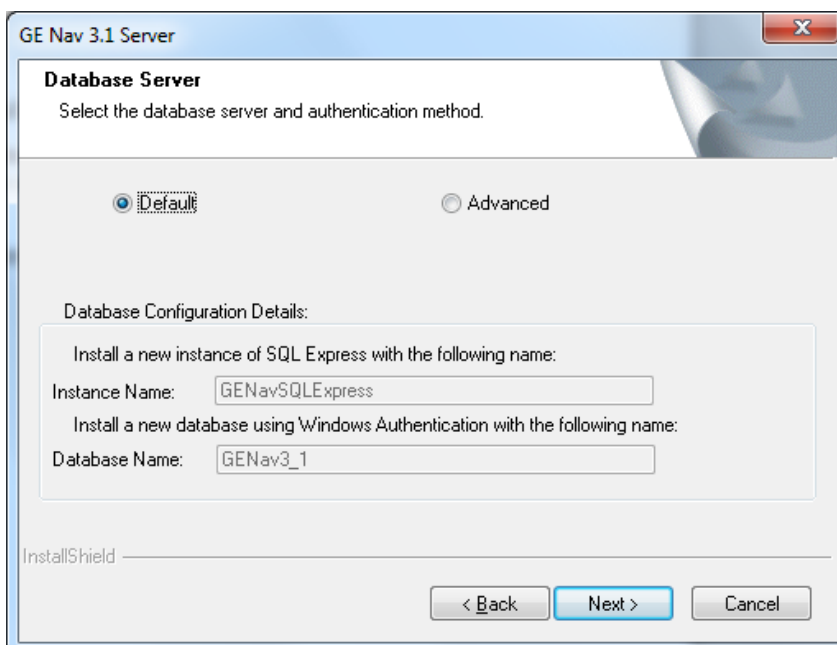 GE Nav 3.1 Server
Database Server
Select the database server and authentication method.
Default
Advanced
Database Configuration Details:
Install a new instance of SQL Express with the following name:
Instance Name:
GENavSQLExpress
Install a new database using Windows Authentication with the following name:
Database Name:
GENav3_1
InstallShield
< Back
Next >
Cancel